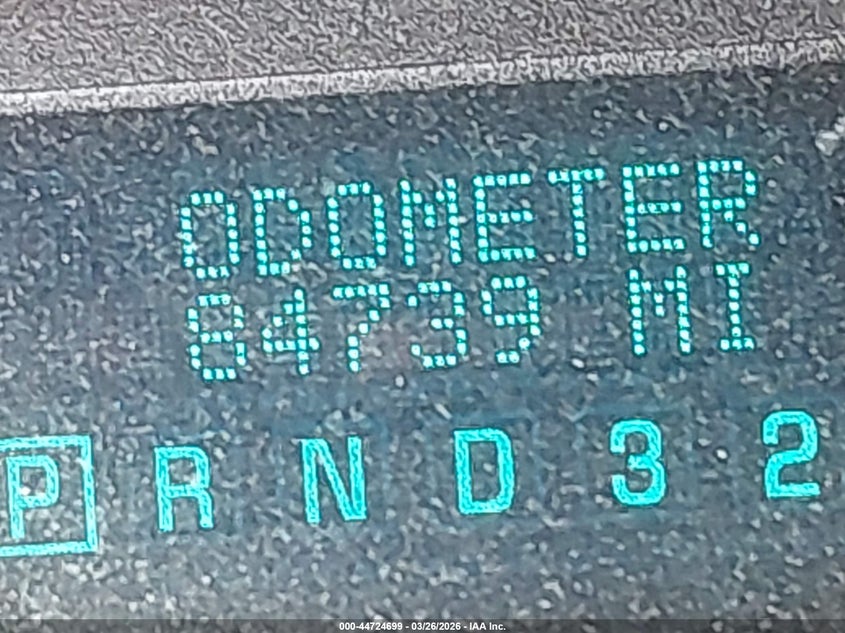 ODOMETER
84739 MI
P R N D 3 2
000-44724699 - 03/26/2026 - IAA Inc.